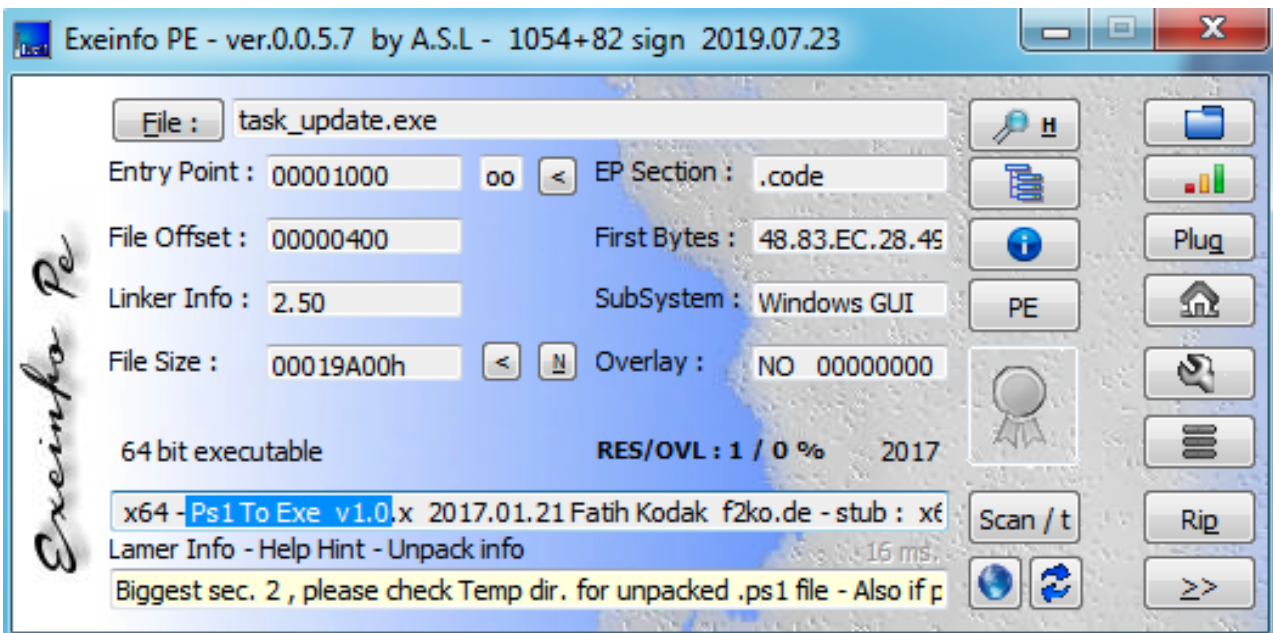 Exeinfo PE - ver.0.0.5.7 by A.S.L - 1054+82 sign 2019.07.23
File : task_update.exe H
Entry Point : 00001000 oo < EP Section : .code
File Offset : 00000400 First Bytes : 48.83.EC.28.49 Plug
Linker Info : 2.50 SubSystem : Windows GUI PE
File Size : 00019A00h < N Overlay : NO 00000000
64 bit executable RES/OVL : 1 / 0 % 2017
x64 - Ps1 To Exe v1.0.x 2017.01.21 Fatih Kodak f2ko.de - stub : x6 Scan / t Rip
Lamer Info - Help Hint - Unpack info 16 ms.
Biggest sec. 2 , please check Temp dir. for unpacked .ps1 file - Also if p >>
Exeinfo Pe